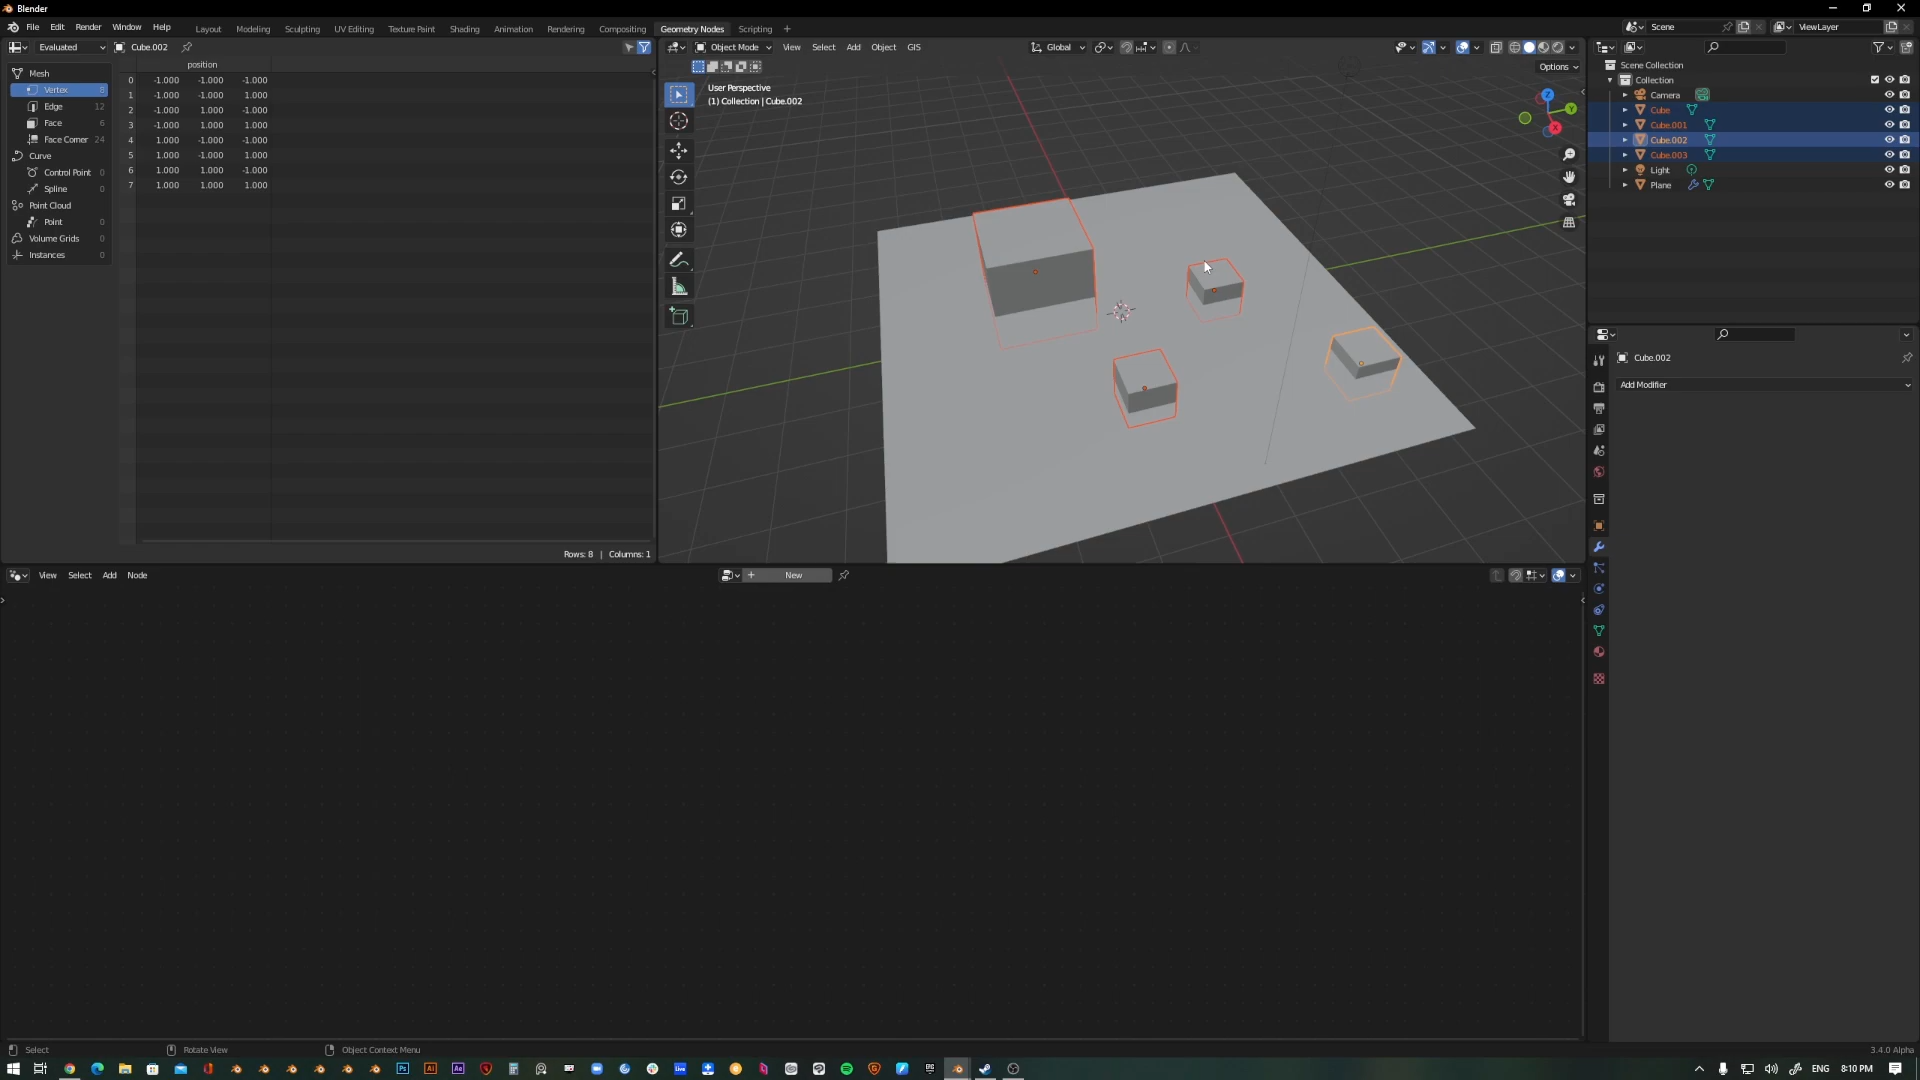 Blender
File Edit Render Window Help Layout Modeling Sculpting UV Editing Texture Paint Shading Animation Rendering Compositing Geometry Nodes Scripting + Scene ViewLayer
Evaluated Cube.002
Object Mode View Select Add Object GIS Global
Options
position
Mesh
Vertex 8
Edge 12
Face 6
Face Corner 24
Curve
Control Point 0
Spline 0
Point Cloud
Point 0
Volume Grids 0
Instances 0
0 -1.000 -1.000 -1.000
1 -1.000 -1.000 1.000
2 -1.000 1.000 -1.000
3 -1.000 1.000 1.000
4 1.000 -1.000 -1.000
5 1.000 -1.000 1.000
6 1.000 1.000 -1.000
7 1.000 1.000 1.000
Rows: 8 | Columns: 1
User Perspective
(1) Collection | Cube.002
Z
Y
X
Scene Collection
Collection
Camera
Cube
Cube.001
Cube.002
Cube.003
Light
Plane
Cube.002
Add Modifier
View Select Add Node + New
Select Rotate View Object Context Menu 3.4.0 Alpha
Ps Ai Ae Live ENG 8:10 PM